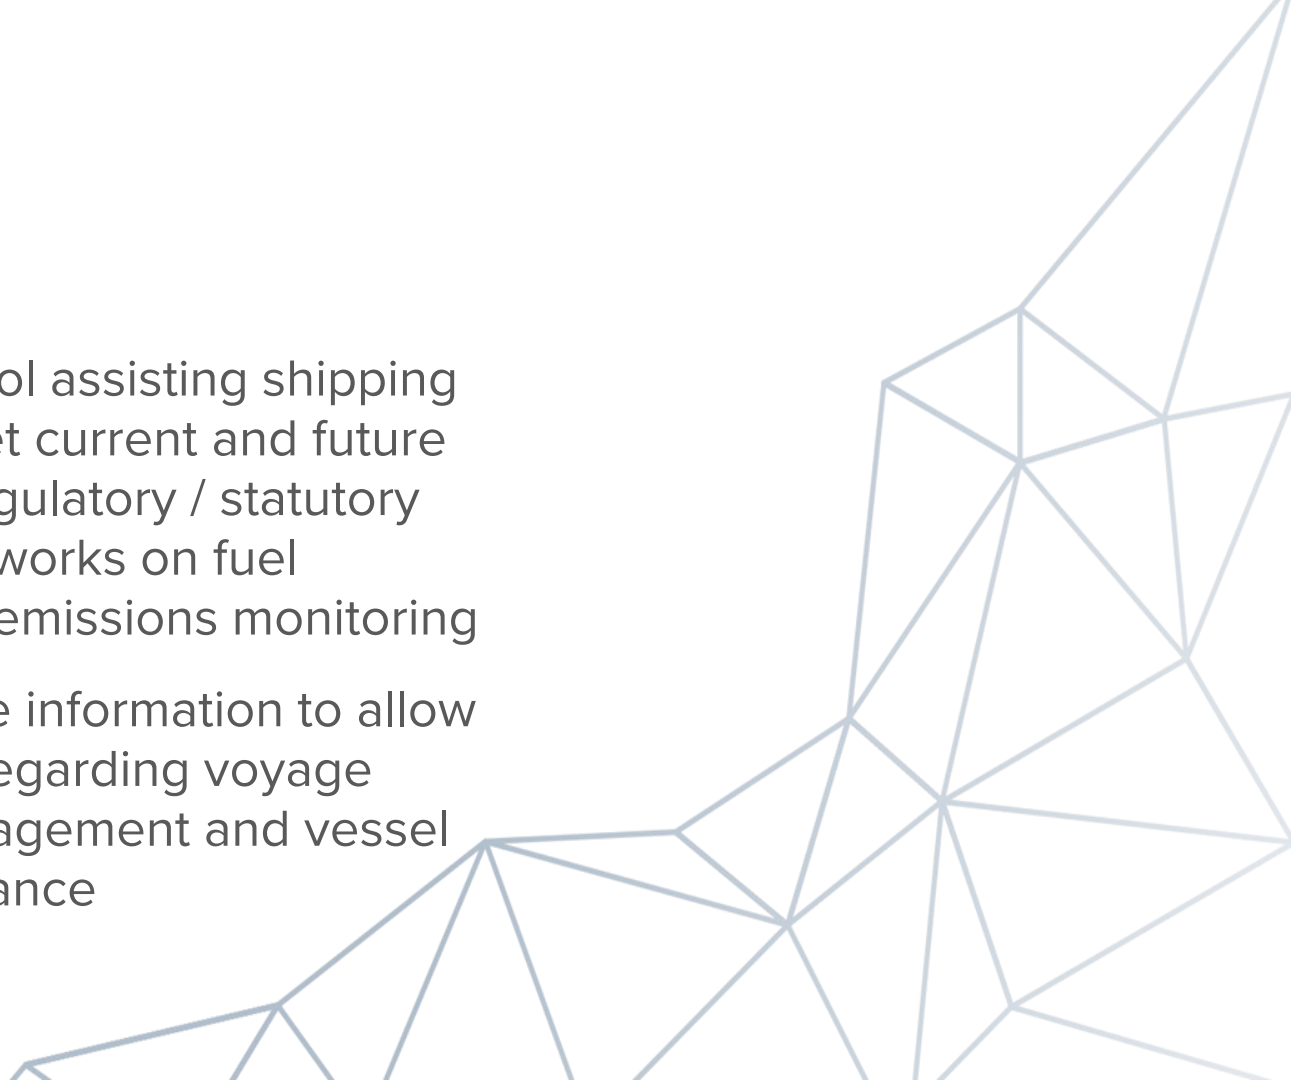 ol assisting shipping
et current and future
gulatory / statutory
works on fuel
emissions monitoring
e information to allow
egarding voyage
agement and vessel
ance